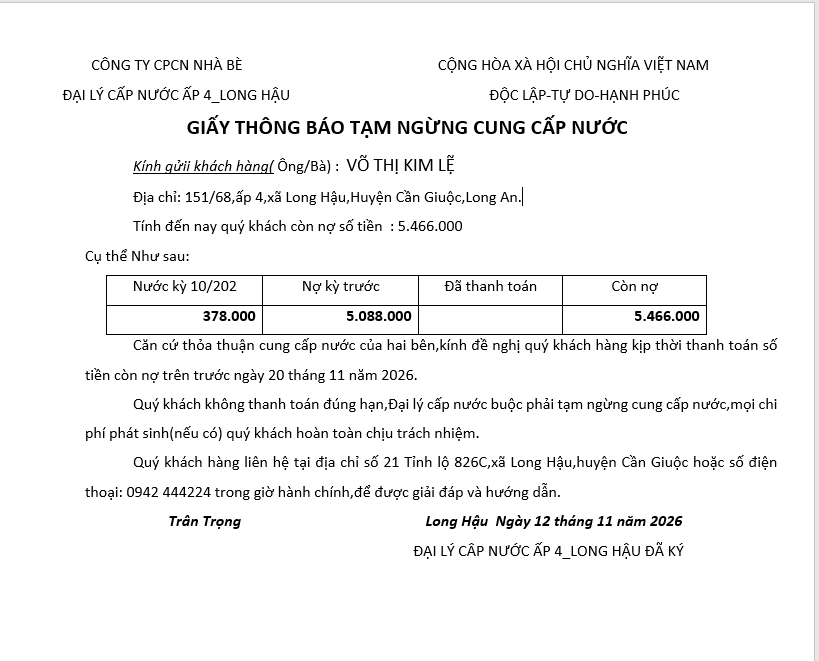 CÔNG TY CPCN NHÀ BÈ CỘNG HÒA XÃ HỘI CHỦ NGHĨA VIỆT NAM
ĐẠI LÝ CẤP NƯỚC ẤP 4_LONG HẬU ĐỘC LẬP-TỰ DO-HẠNH PHÚC
GIẤY THÔNG BÁO TẠM NGỪNG CUNG CẤP NƯỚC
Kính gửii khách hàng( Ông/Bà) : VÕ THỊ KIM LỄ
Địa chỉ: 151/68,ấp 4,xã Long Hậu,Huyện Cần Giuộc,Long An.
Tính đến nay quý khách còn nợ số tiền : 5.466.000
Cụ thể Như sau:
Nước kỳ 10/202 Nợ kỳ trước Đã thanh toán Còn nợ
378.000 5.088.000 5.466.000
Căn cứ thỏa thuận cung cấp nước của hai bên,kính đề nghị quý khách hàng kịp thời thanh toán số
tiền còn nợ trên trước ngày 20 tháng 11 năm 2026.
Quý khách không thanh toán đúng hạn,Đại lý cấp nước buộc phải tạm ngừng cung cấp nước,mọi chi
phí phát sinh(nếu có) quý khách hoàn toàn chịu trách nhiệm.
Quý khách hàng liên hệ tại địa chỉ số 21 Tỉnh lộ 826C,xã Long Hậu,huyện Cần Giuộc hoặc số điện
thoại: 0942 444224 trong giờ hành chính,để được giải đáp và hướng dẫn.
Trân Trọng Long Hậu Ngày 12 tháng 11 năm 2026
ĐẠI LÝ CÂP NƯỚC ẤP 4_LONG HẬU ĐÃ KÝ